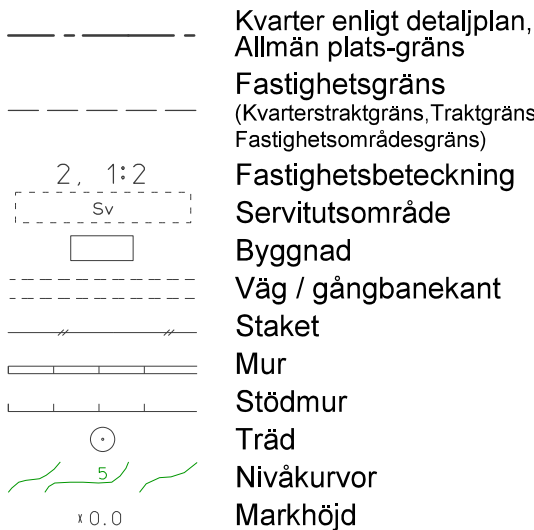 Kvarter enligt detaljplan,
Allmän plats-gräns
Fastighetsgräns
(Kvarterstraktgräns,Traktgräns
Fastighetsområdesgräns)
2, 1:2 Fastighetsbeteckning
Sv Servitutsområde
Byggnad
Väg / gångbanekant
Staket
Mur
Stödmur
Träd
5 Nivåkurvor
x 0.0 Markhöjd